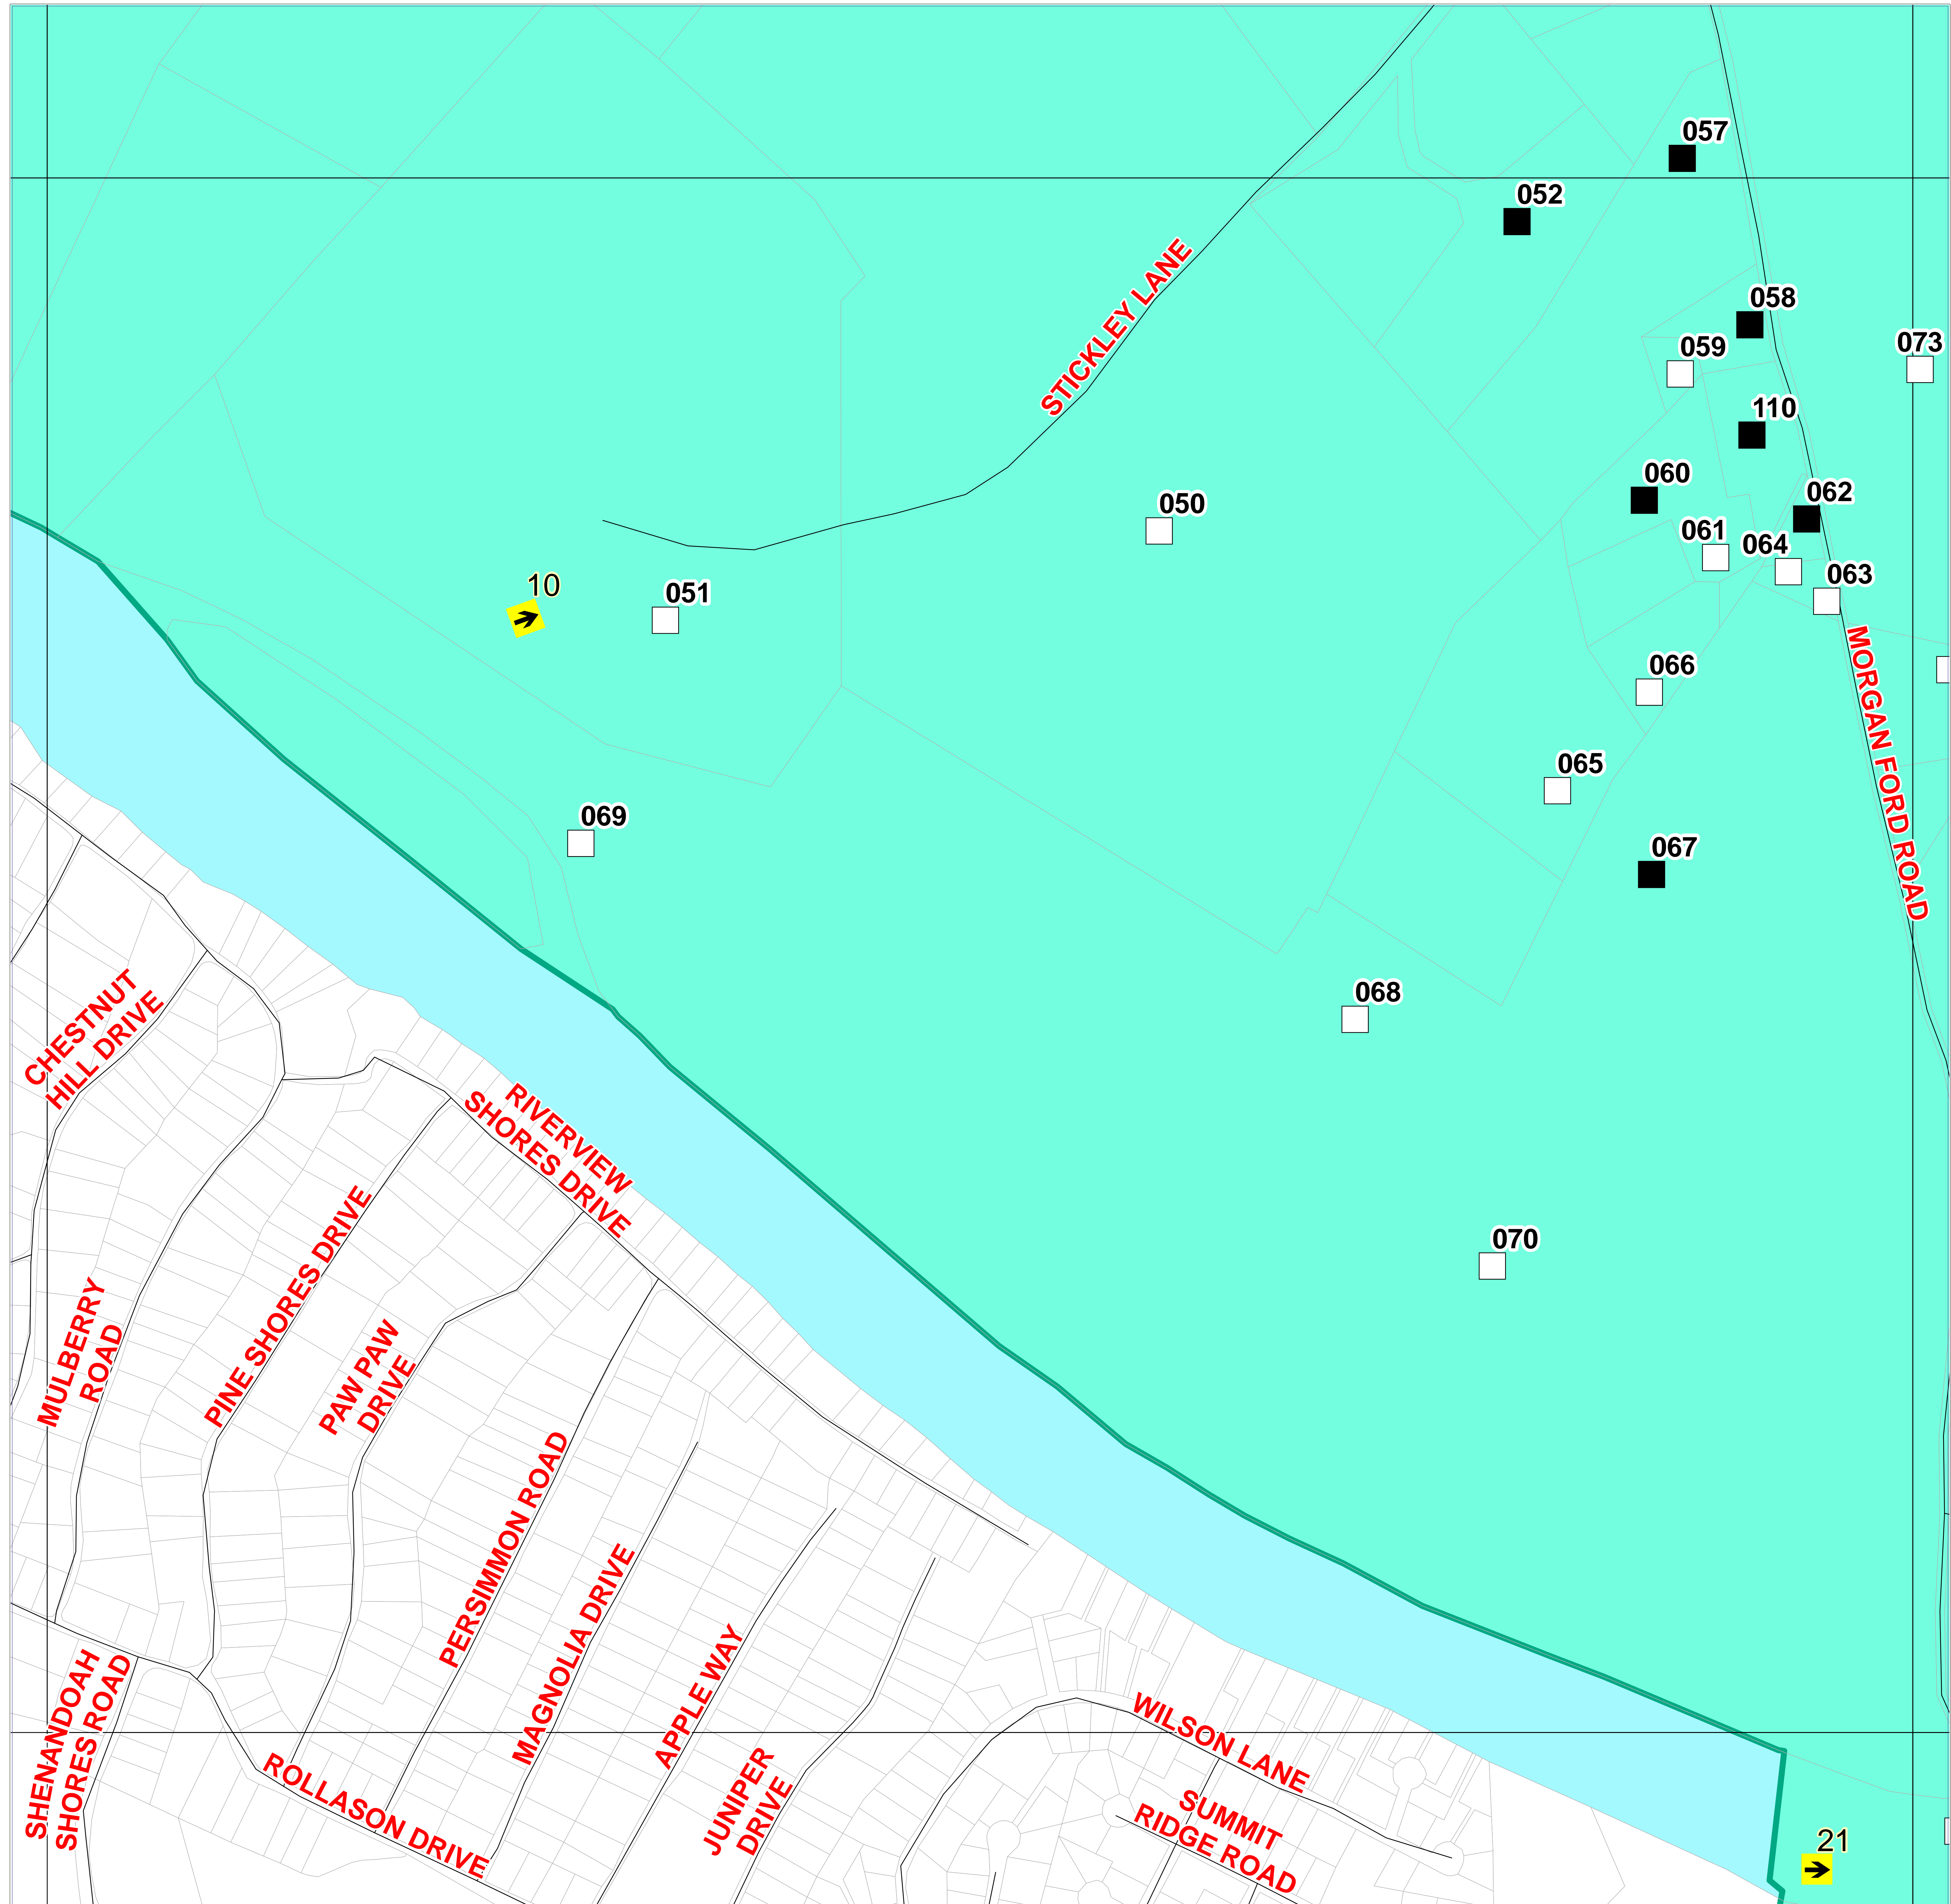 057
052
STICKLEY LANE
058
059
073
110
060
050
062
061
064
10
051
063
MORGAN FORD ROAD
066
065
069
067
068
CHESTNUT
HILL DRIVE
RIVERVIEW
SHORES DRIVE
070
PINE SHORES DRIVE
MULBERRY
ROAD
PAW PAW
DRIVE
PERSIMMON ROAD
MAGNOLIA DRIVE
APPLE WAY
SHENANDOAH
SHORES ROAD
WILSON LANE
ROLLASON DRIVE
JUNIPER
DRIVE
SUMMIT
RIDGE ROAD
21